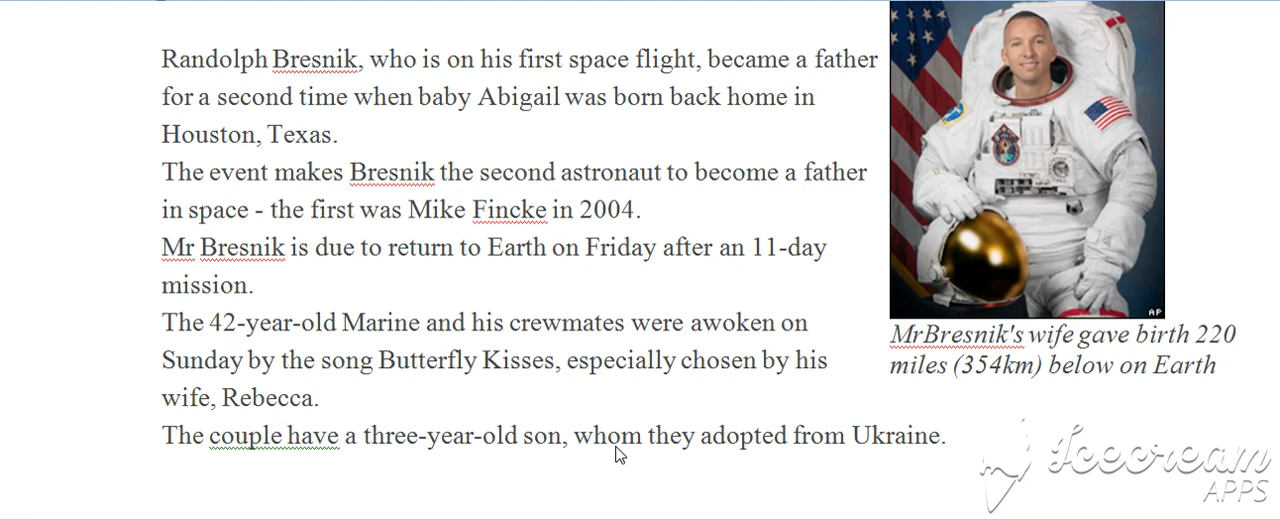 Randolph Bresnik, who is on his first space flight, became a father
for a second time when baby Abigail was born back home in
Houston, Texas.
The event makes Bresnik the second astronaut to become a father
in space - the first was Mike Fincke in 2004.
Mr Bresnik is due to return to Earth on Friday after an 11-day
mission.
The 42-year-old Marine and his crewmates were awoken on
Sunday by the song Butterfly Kisses, especially chosen by his
wife, Rebecca.
The couple have a three-year-old son, whom they adopted from Ukraine.
AP
MrBresnik's wife gave birth 220
miles (354km) below on Earth
Icecream
APPS